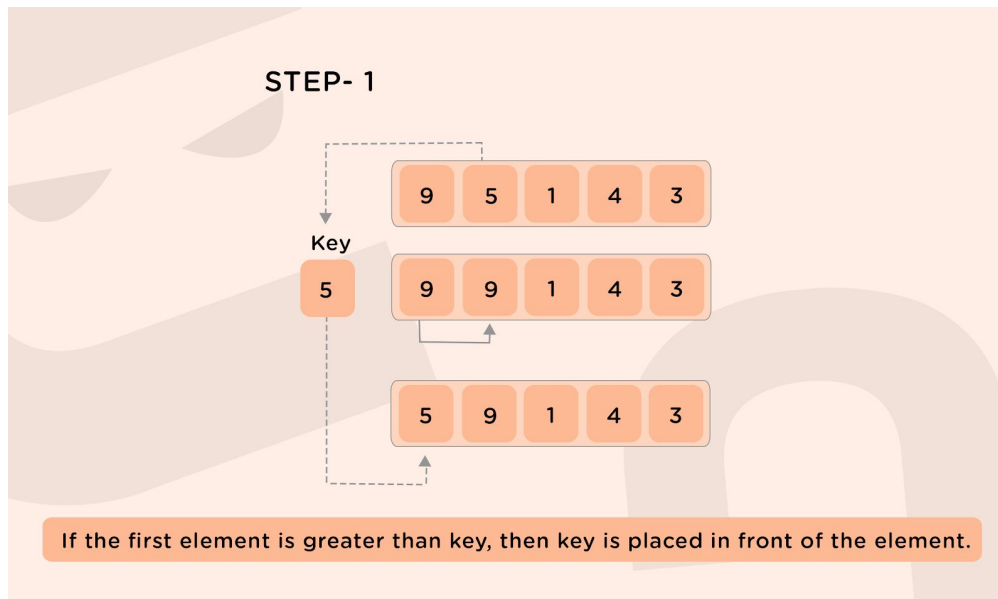 STEP- 1
9 5 1 4 3
Key
5
9 9 1 4 3
5 9 1 4 3
If the first element is greater than key, then key is placed in front of the element.